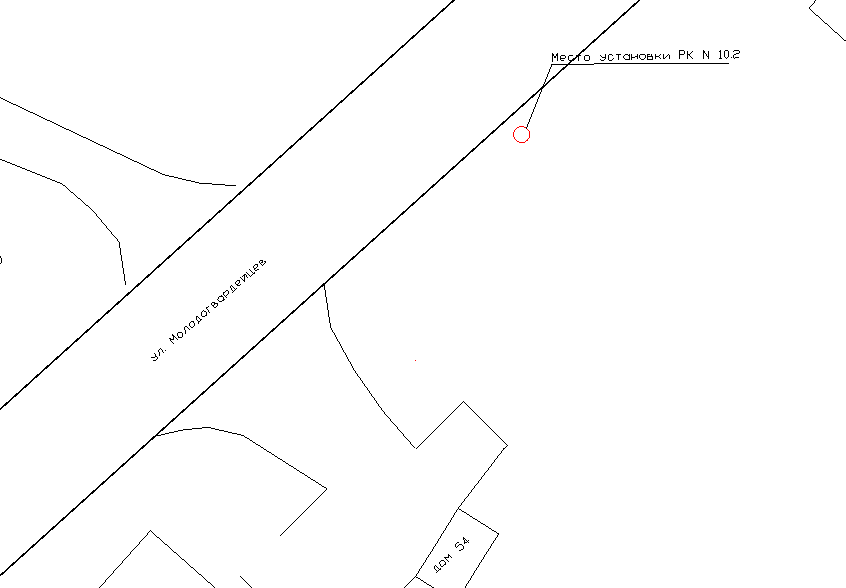 Место установки РК N 10.2
ул. Молодогвардейцев
дом 54